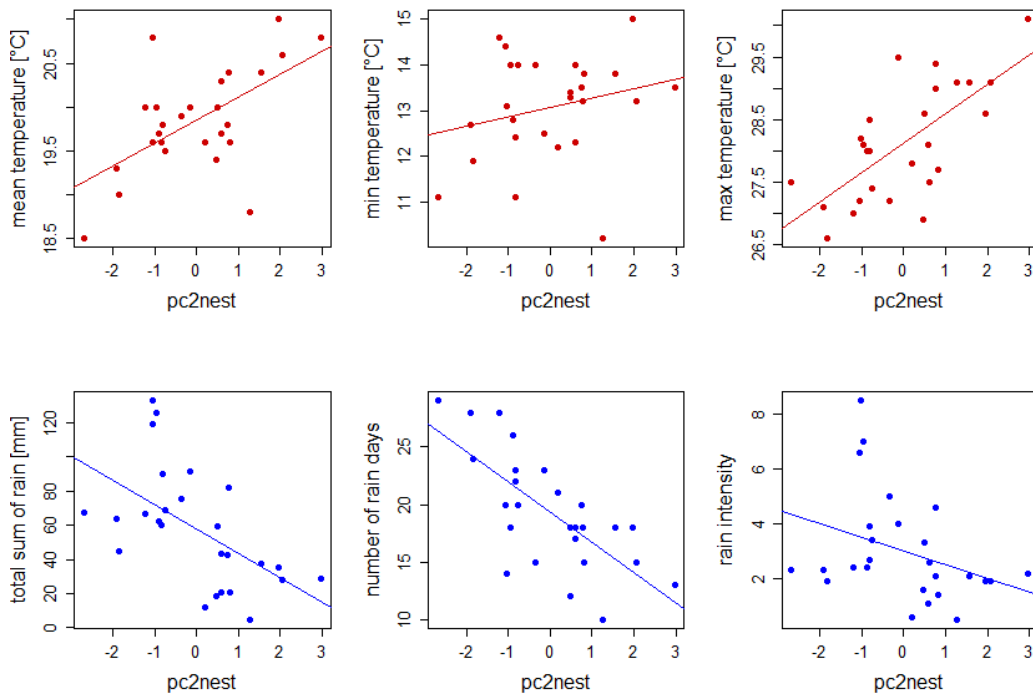 mean temperature [°C]
20.5
19.5
18.5
-2 -1 0 1 2 3
pc2nest
min temperature [°C]
15
14
13
12
11
-2 -1 0 1 2 3
pc2nest
max temperature [°C]
29.5
28.5
27.5
26.5
-2 -1 0 1 2 3
pc2nest
total sum of rain [mm]
120
80
60
40
20
0
-2 -1 0 1 2 3
pc2nest
number of rain days
25
20
15
10
-2 -1 0 1 2 3
pc2nest
rain intensity
8
6
4
2
-2 -1 0 1 2 3
pc2nest